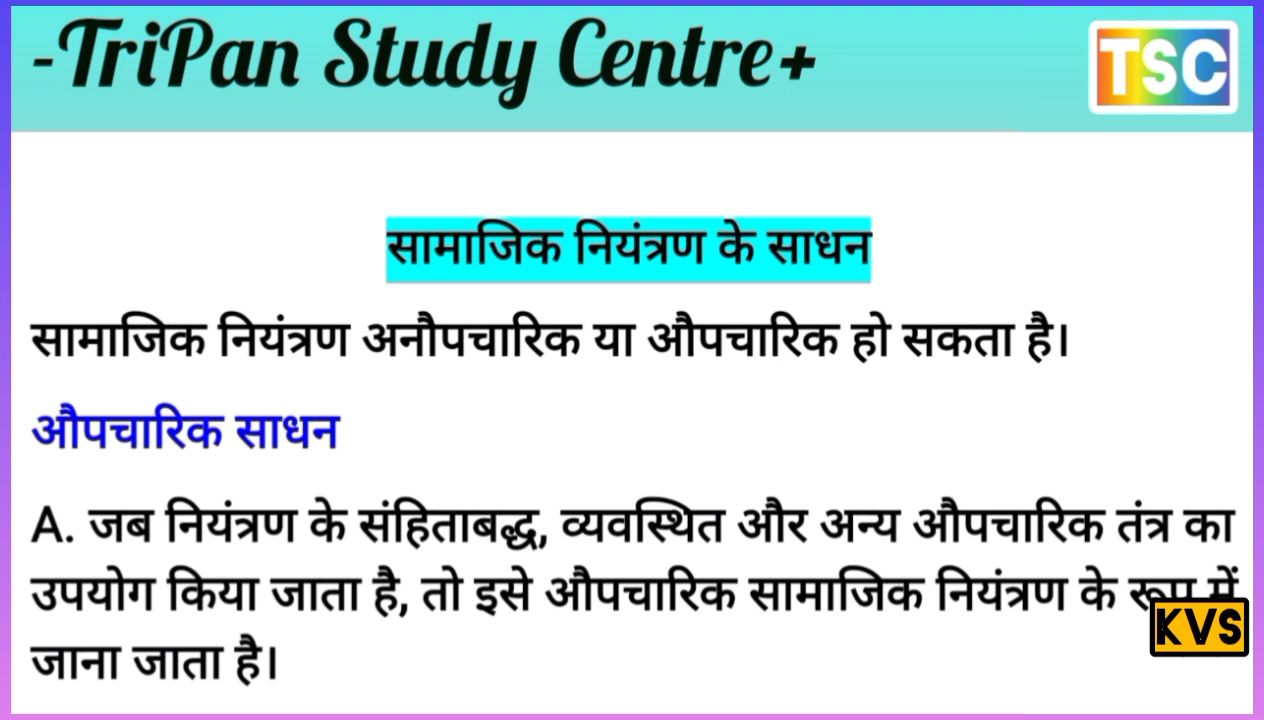 -TriPan Study Centre+
TSC
सामाजिक नियंत्रण के साधन
सामाजिक नियंत्रण अनौपचारिक या औपचारिक हो सकता है।
औपचारिक साधन
A. जब नियंत्रण के संहिताबद्ध, व्यवस्थित और अन्य औपचारिक तंत्र का
उपयोग किया जाता है, तो इसे औपचारिक सामाजिक नियंत्रण के रूप में
KVS
जाना जाता है।